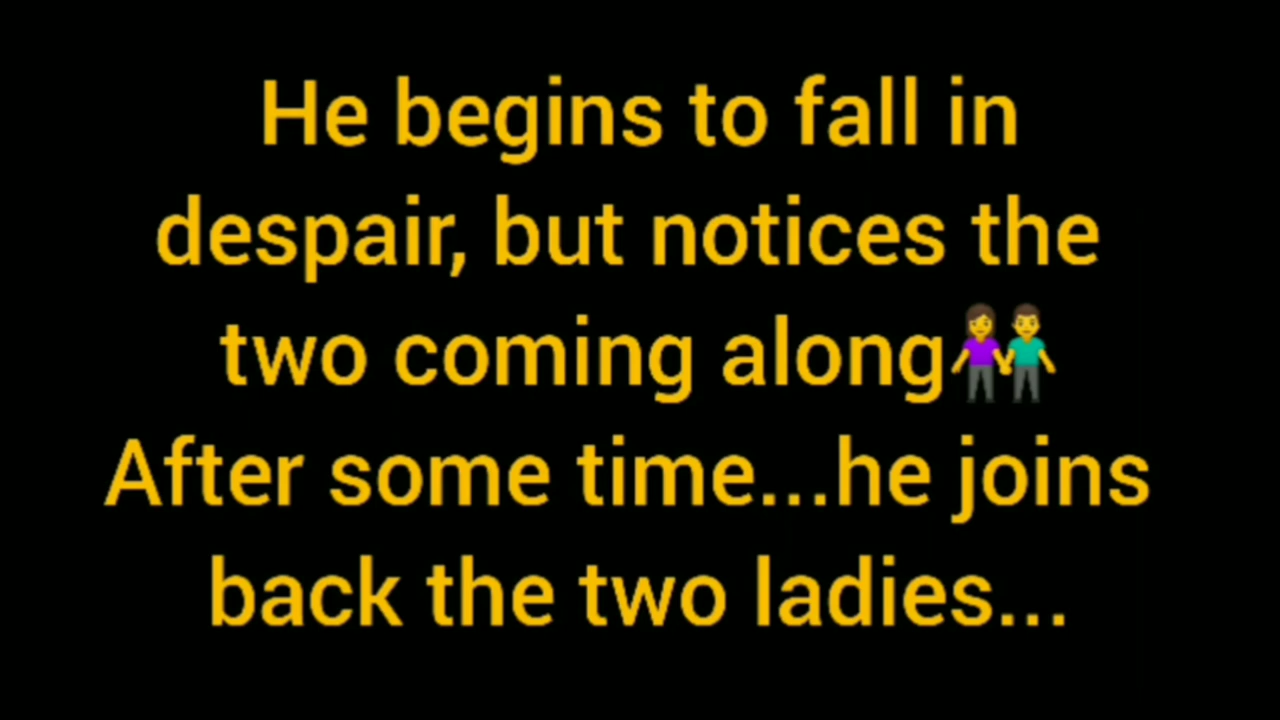 He begins to fall in
despair, but notices the
two coming along👫
After some time...he joins
back the two ladies...